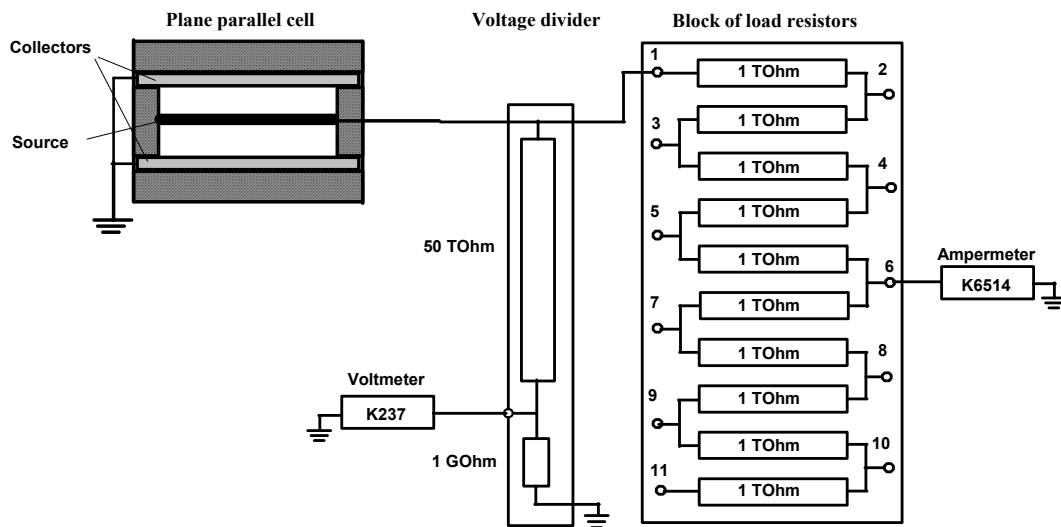 Plane parallel cell
Voltage divider
Block of load resistors
Collectors
Source
50 TOhm
Voltmeter
K237
1 GOhm
1
1 TOhm
2
1 TOhm
3
1 TOhm
4
1 TOhm
5
1 TOhm
6
1 TOhm
7
1 TOhm
8
1 TOhm
9
1 TOhm
10
11
1 TOhm
Ampermeter
K6514